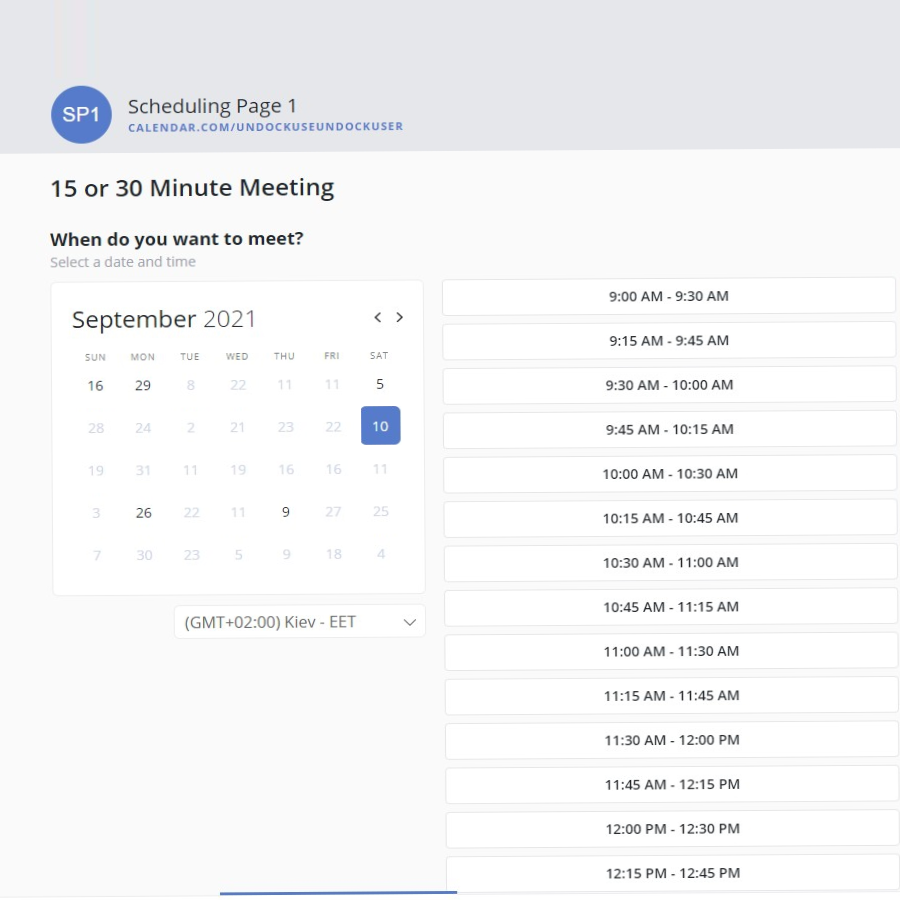 SP1
Scheduling Page 1
CALENDAR.COM/UNDOCKUSEUNDOCKUSER
15 or 30 Minute Meeting
When do you want to meet?
Select a date and time
September 2021 < >
SUN MON TUE WED THU FRI SAT
16 29 8 22 11 11 5
28 24 2 21 23 22 10
19 31 11 19 16 16 11
3 26 22 11 9 27 25
7 30 23 5 9 18 4
(GMT+02:00) Kiev - EET
9:00 AM - 9:30 AM
9:15 AM - 9:45 AM
9:30 AM - 10:00 AM
9:45 AM - 10:15 AM
10:00 AM - 10:30 AM
10:15 AM - 10:45 AM
10:30 AM - 11:00 AM
10:45 AM - 11:15 AM
11:00 AM - 11:30 AM
11:15 AM - 11:45 AM
11:30 AM - 12:00 PM
11:45 AM - 12:15 PM
12:00 PM - 12:30 PM
12:15 PM - 12:45 PM